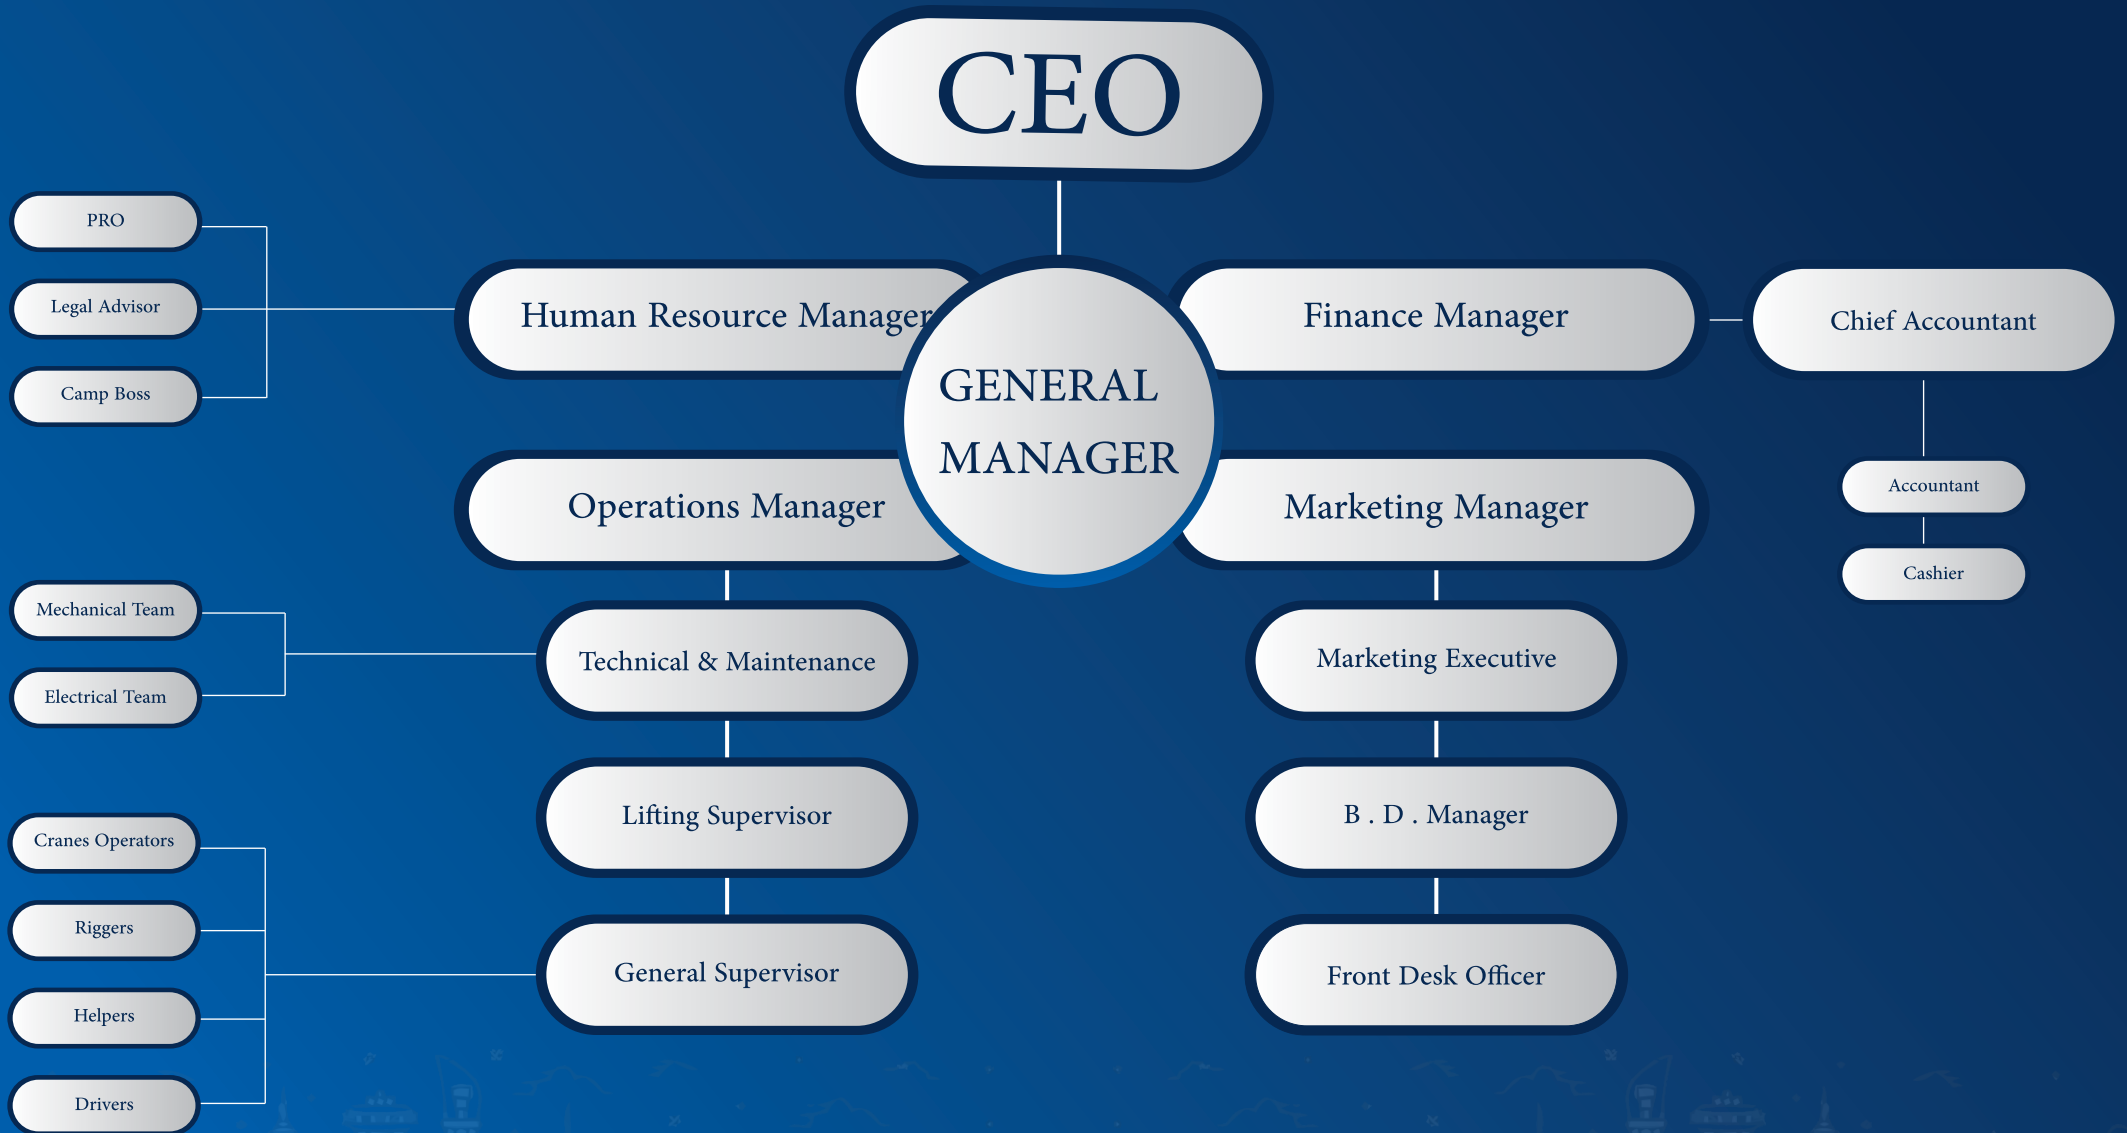 CEO
PRO
Legal Advisor
Camp Boss
Human Resource Manager
Finance Manager
Chief Accountant
GENERAL
MANAGER
Operations Manager
Marketing Manager
Accountant
Cashier
Mechanical Team
Electrical Team
Technical & Maintenance
Marketing Executive
Lifting Supervisor
B . D . Manager
Cranes Operators
Riggers
Helpers
Drivers
General Supervisor
Front Desk Officer